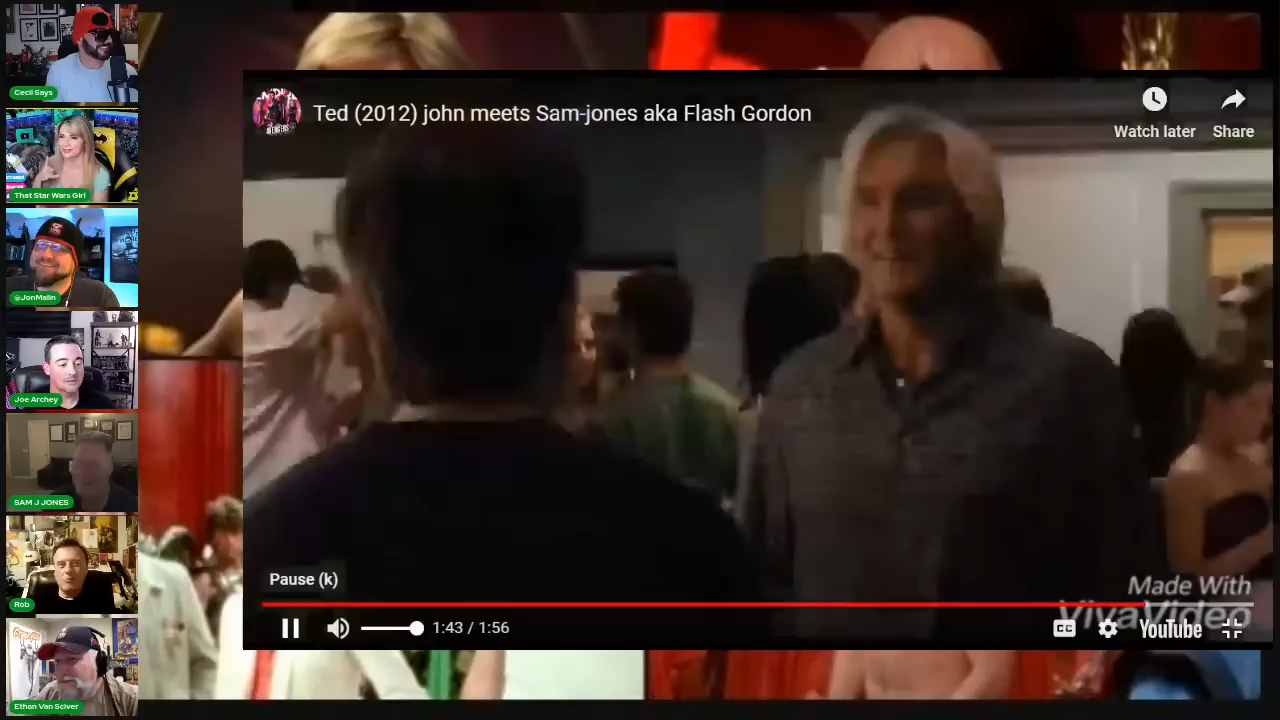 Cecil Says
That Star Wars Girl
@JonMalin
Joe Archey
SAM J JONES
Rob
Ethan Van Sciver
Ted (2012) john meets Sam-jones aka Flash Gordon
Watch later
Share
Pause (k)
1:43 / 1:56
Made With
VivaVideo
CC
YouTube